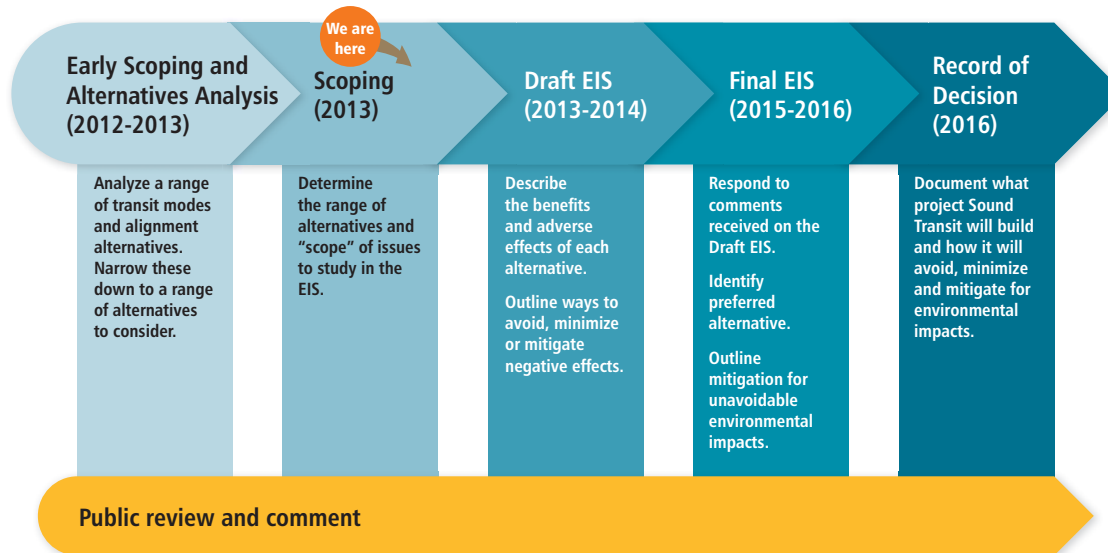 We are
here
Early Scoping and
Alternatives Analysis
(2012-2013)
Scoping
(2013)
Draft EIS
(2013-2014)
Final EIS
(2015-2016)
Record of
Decision
(2016)
Analyze a range
of transit modes
and alignment
alternatives.
Narrow these
down to a range
of alternatives
to consider.
Determine
the range of
alternatives and
“scope” of issues
to study in the
EIS.
Describe
the benefits
and adverse
effects of each
alternative.
Outline ways to
avoid, minimize
or mitigate
negative effects.
Respond to
comments
received on the
Draft EIS.
Identify
preferred
alternative.
Outline
mitigation for
unavoidable
environmental
impacts.
Document what
project Sound
Transit will build
and how it will
avoid, minimize
and mitigate for
environmental
impacts.
Public review and comment